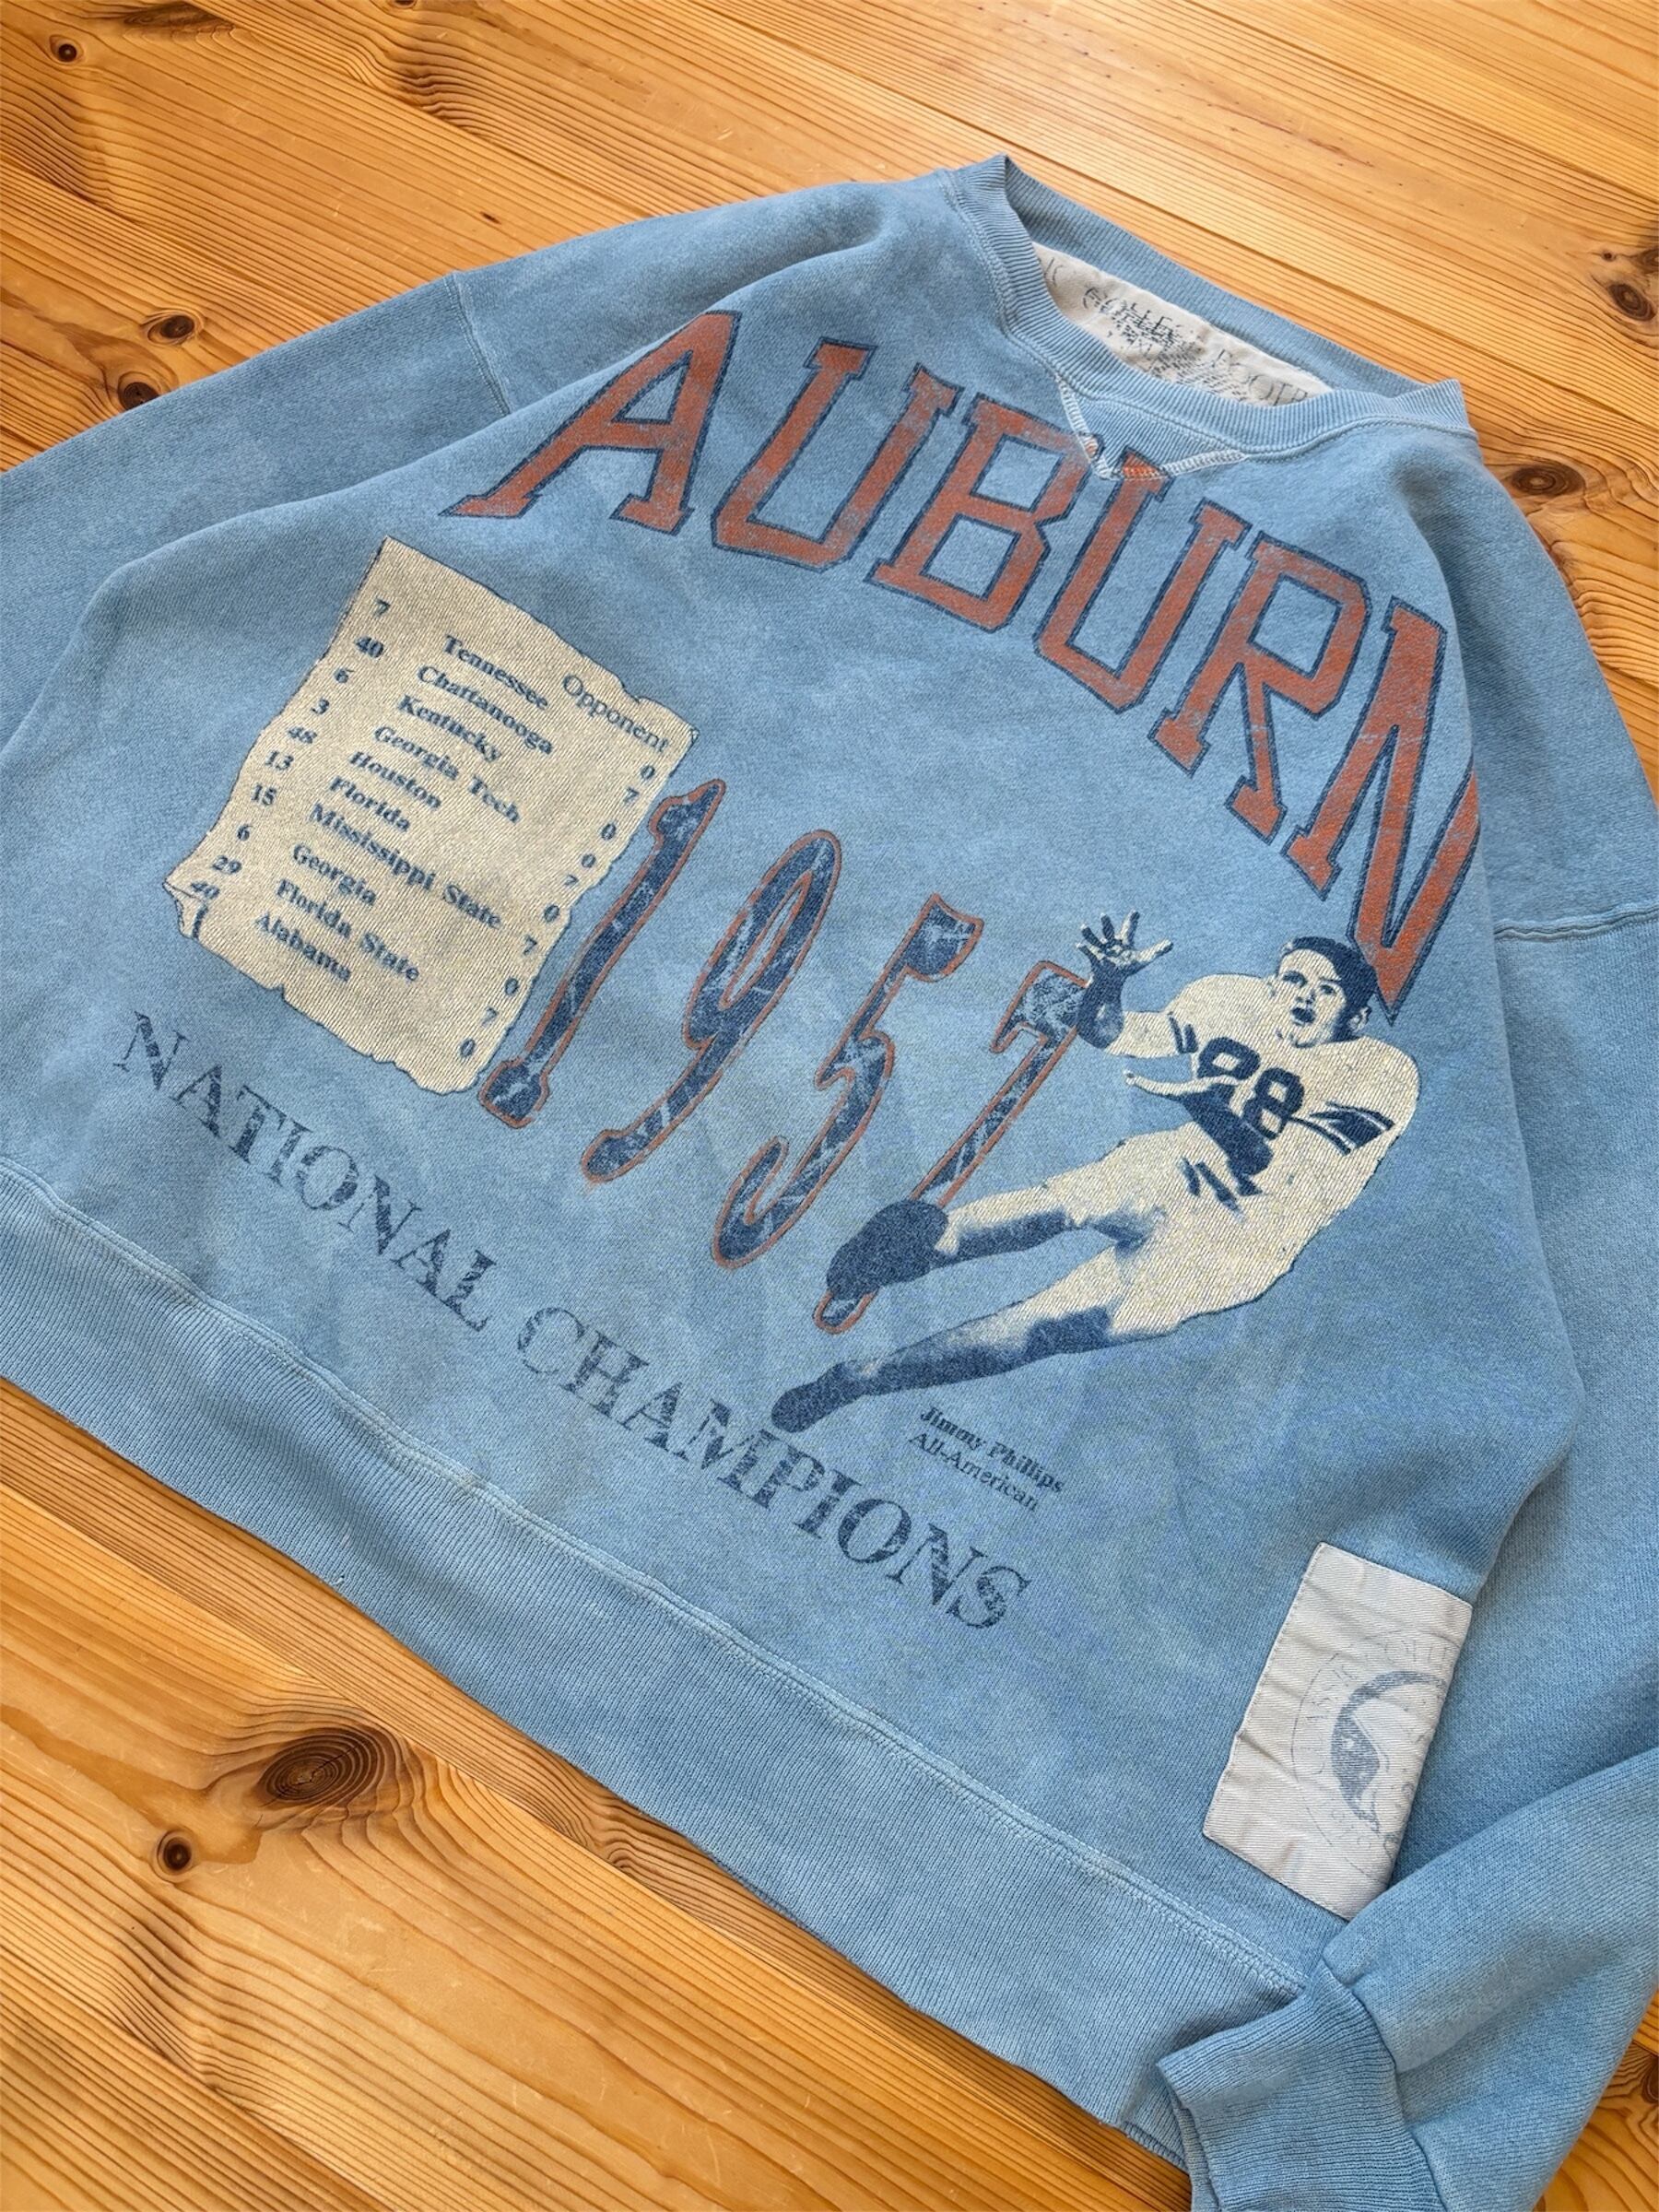 AUBURN
Opponent
7 Tennessee 0
40 Chattanooga 7
6 Kentucky 0
3 Georgia Tech 0
48 Houston 7
13 Florida 0
15 Mississippi State 7
6 Georgia 0
29 Florida State 7
40 Alabama 0
1957
88
Jimmy Phillips
All-American
NATIONAL CHAMPIONS